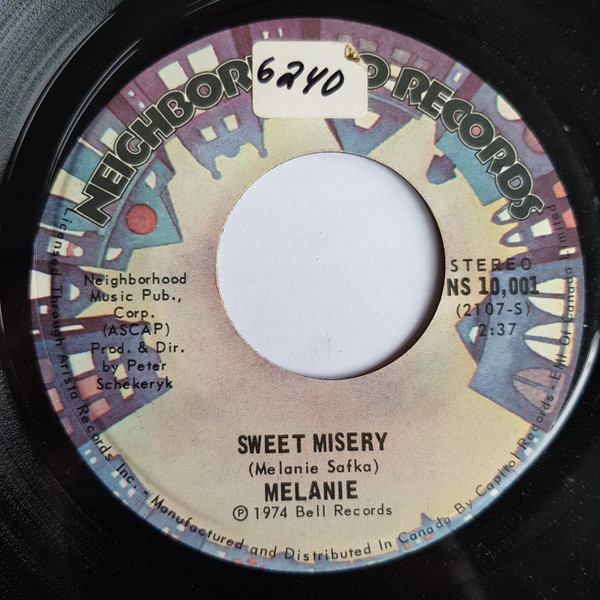 NEIGHBORHOOD RECORDS
6240
Neighborhood
Music Pub.,
Corp.
(ASCAP)
Prod. & Dir.
by Peter
Schekeryk
STEREO
NS 10,001
(2107-S)
2:37
SWEET MISERY
(Melanie Safka)
MELANIE
Ⓟ 1974 Bell Records
Licensed Through Arista Records Inc. - Manufactured and Distributed In Canada By Capitol Records - EMI Of Canada Limited